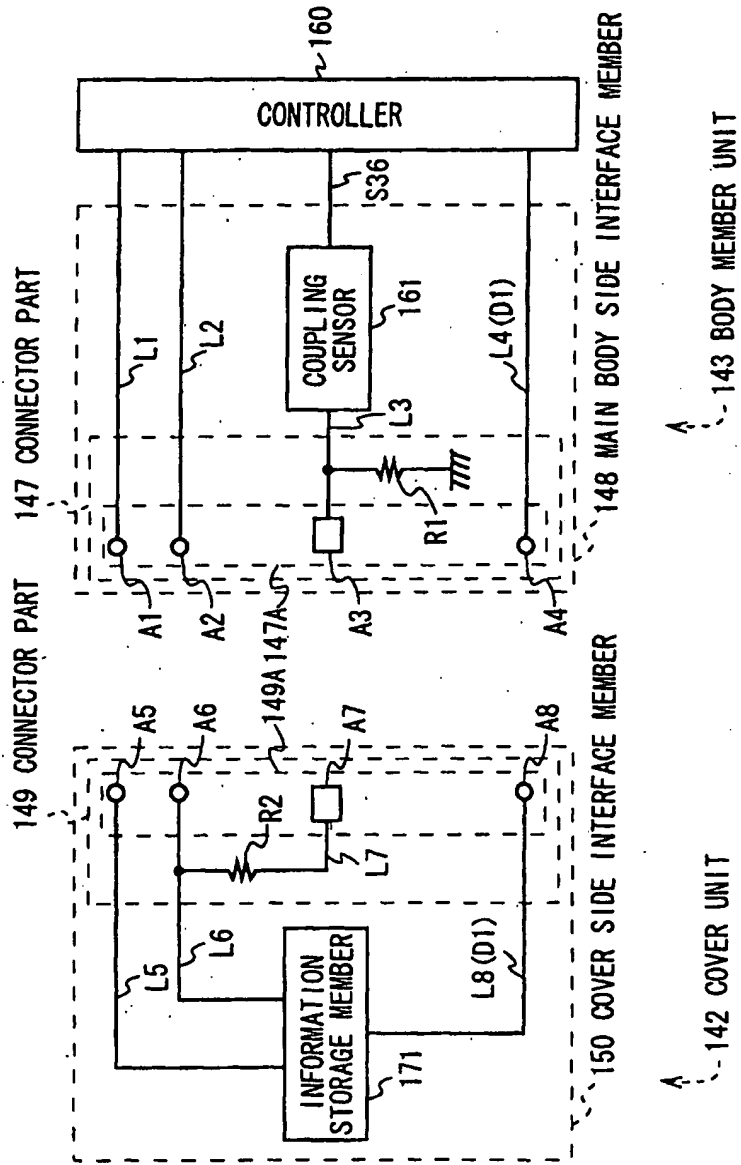 149 CONNECTOR PART
147 CONNECTOR PART
160
CONTROLLER
L1
L2
COUPLING
SENSOR
161
S36
L3
R1
L4(D1)
A1
A2
147A
A3
A4
149A
A5
A6
A7
A8
R2
L7
L5
L6
INFORMATION
STORAGE MEMBER
171
L8(D1)
150 COVER SIDE INTERFACE MEMBER
148 MAIN BODY SIDE INTERFACE MEMBER
142 COVER UNIT
143 BODY MEMBER UNIT